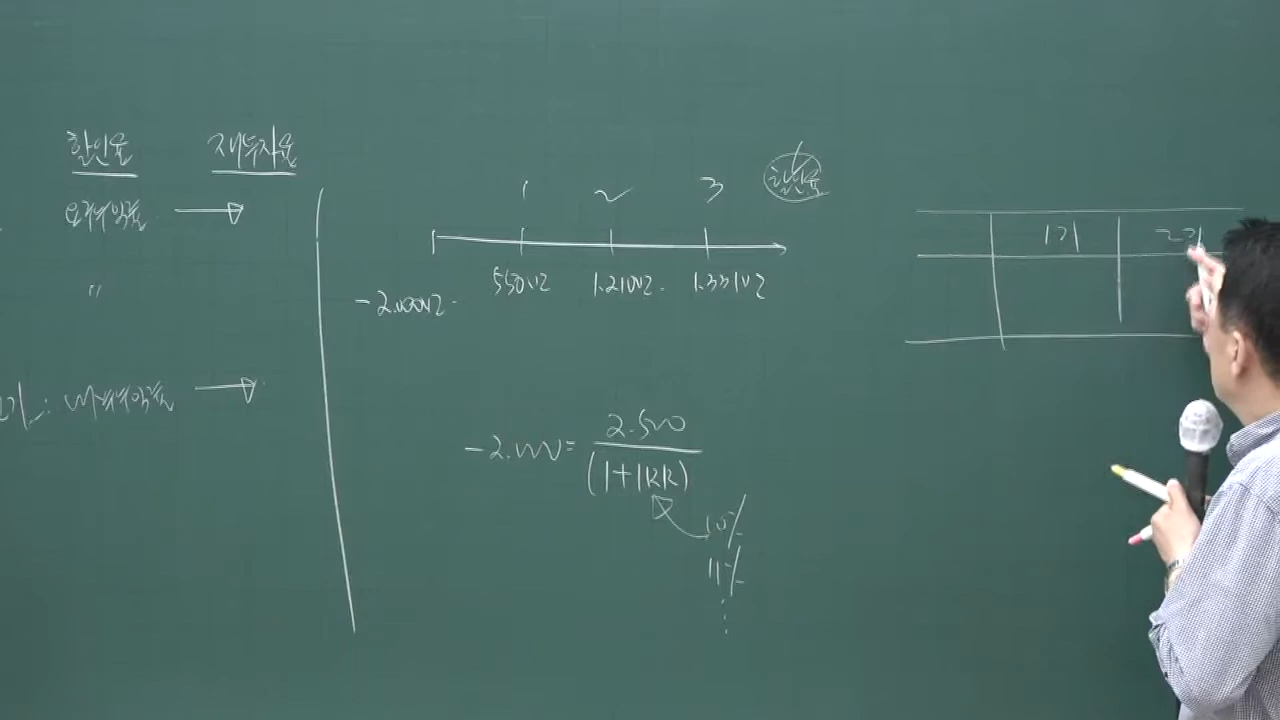 할인율 재투자율
요구수익률 →
"
내부수익률 →
1 2 3 할인율
-2.000만 550만 1.210만 1.331만
-2.000 = 2.500 / (1+IRR)
10%
11%
⋮
1기 2기